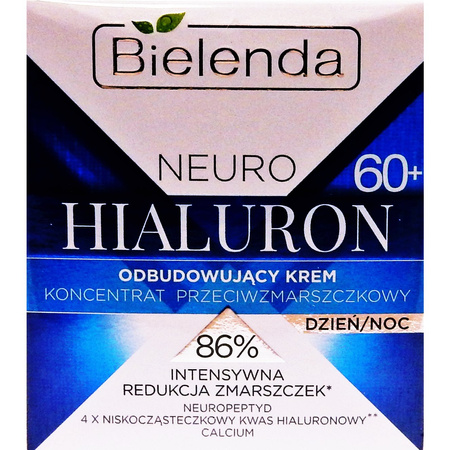 Bielenda
NEURO
60+
HIALURON
ODBUDOWUJĄCY KREM
KONCENTRAT PRZECIWZMARSZCZKOWY
DZIEŃ/NOC
86%
INTENSYWNA
REDUKCJA ZMARSZCZEK*
NEUROPEPTYD
4 X NISKOCZĄSTECZKOWY KWAS HIALURONOWY**
CALCIUM